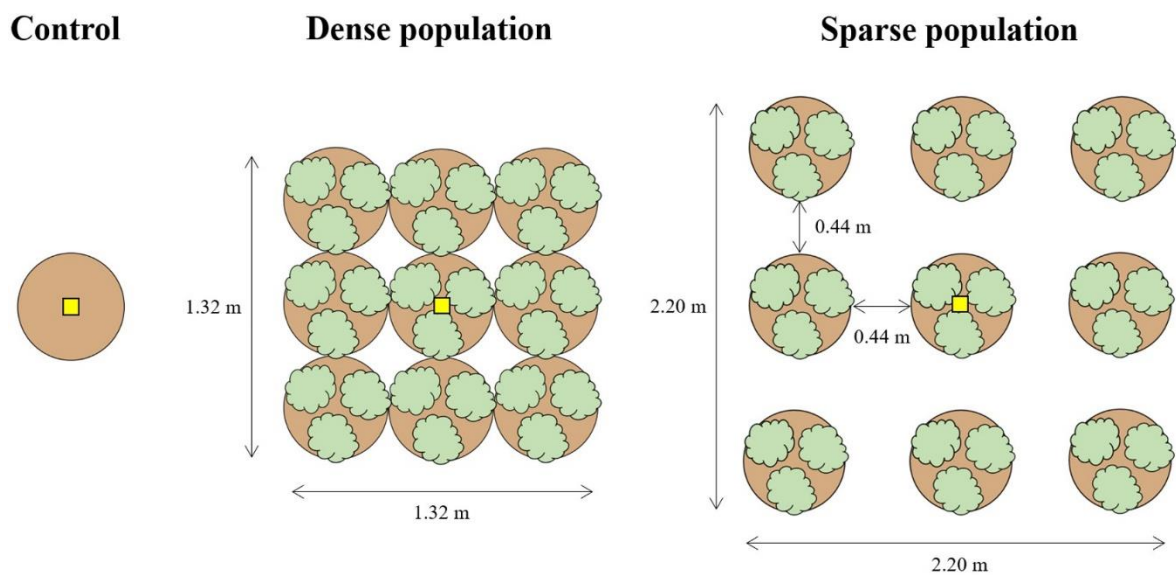 Control
Dense population
Sparse population
1.32 m
1.32 m
2.20 m
0.44 m
0.44 m
2.20 m